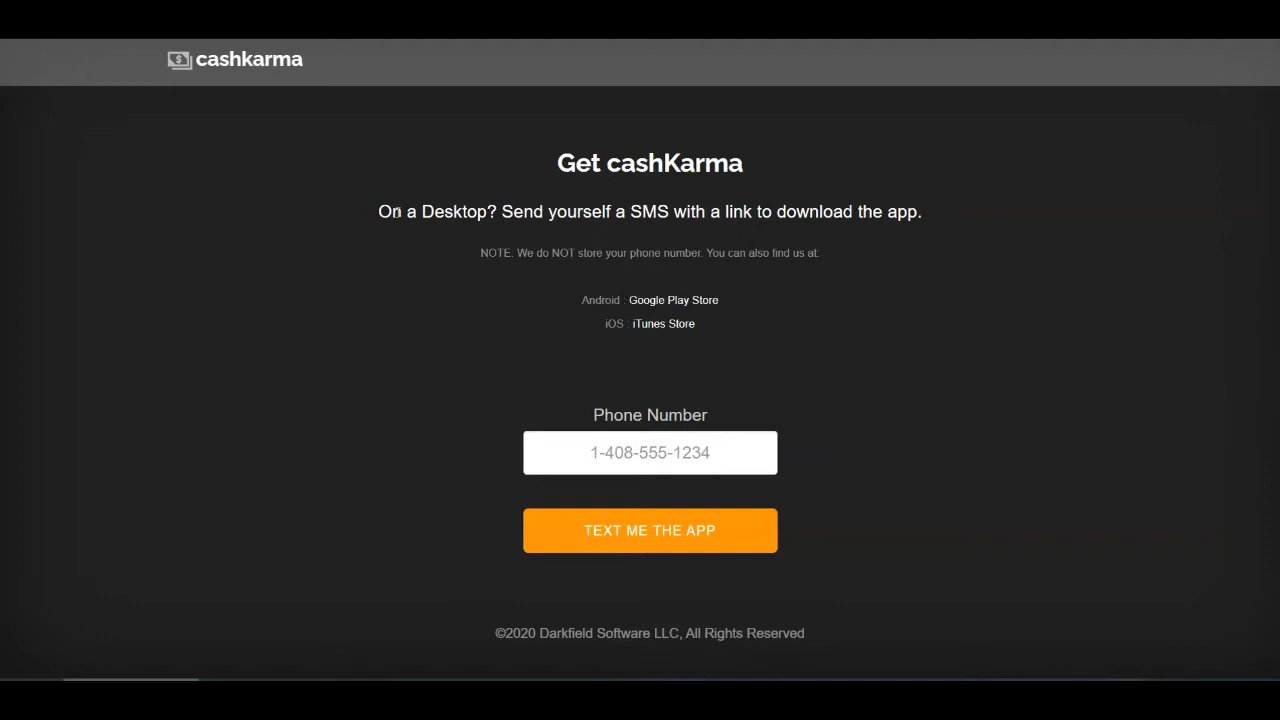 cashkarma
Get cashKarma
On a Desktop? Send yourself a SMS with a link to download the app.
NOTE: We do NOT store your phone number. You can also find us at:
Android : Google Play Store
iOS : iTunes Store
Phone Number
1-408-555-1234
TEXT ME THE APP
©2020 Darkfield Software LLC, All Rights Reserved